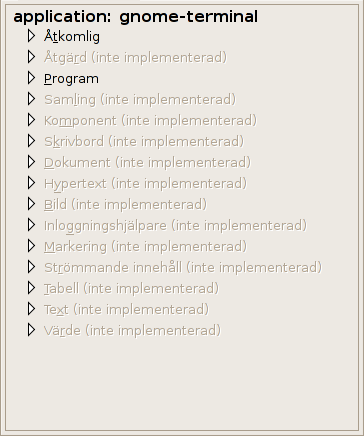 application: gnome-terminal
Åtkomlig
Åtgärd (inte implementerad)
Program
Samling (inte implementerad)
Komponent (inte implementerad)
Skrivbord (inte implementerad)
Dokument (inte implementerad)
Hypertext (inte implementerad)
Bild (inte implementerad)
Inloggningshjälpare (inte implementerad)
Markering (inte implementerad)
Strömmande innehåll (inte implementerad)
Tabell (inte implementerad)
Text (inte implementerad)
Värde (inte implementerad)